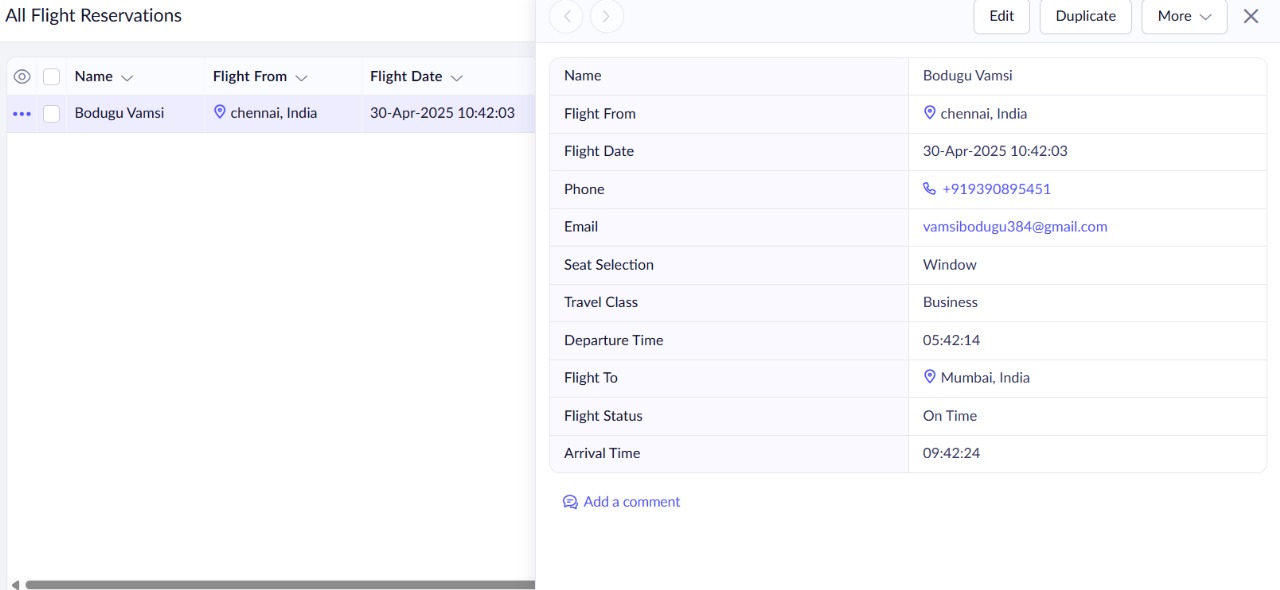 All Flight Reservations
Name Flight From Flight Date
Bodugu Vamsi chennai, India 30-Apr-2025 10:42:03
Edit Duplicate More
Name Bodugu Vamsi
Flight From chennai, India
Flight Date 30-Apr-2025 10:42:03
Phone +919390895451
Email vamsibodugu384@gmail.com
Seat Selection Window
Travel Class Business
Departure Time 05:42:14
Flight To Mumbai, India
Flight Status On Time
Arrival Time 09:42:24
Add a comment